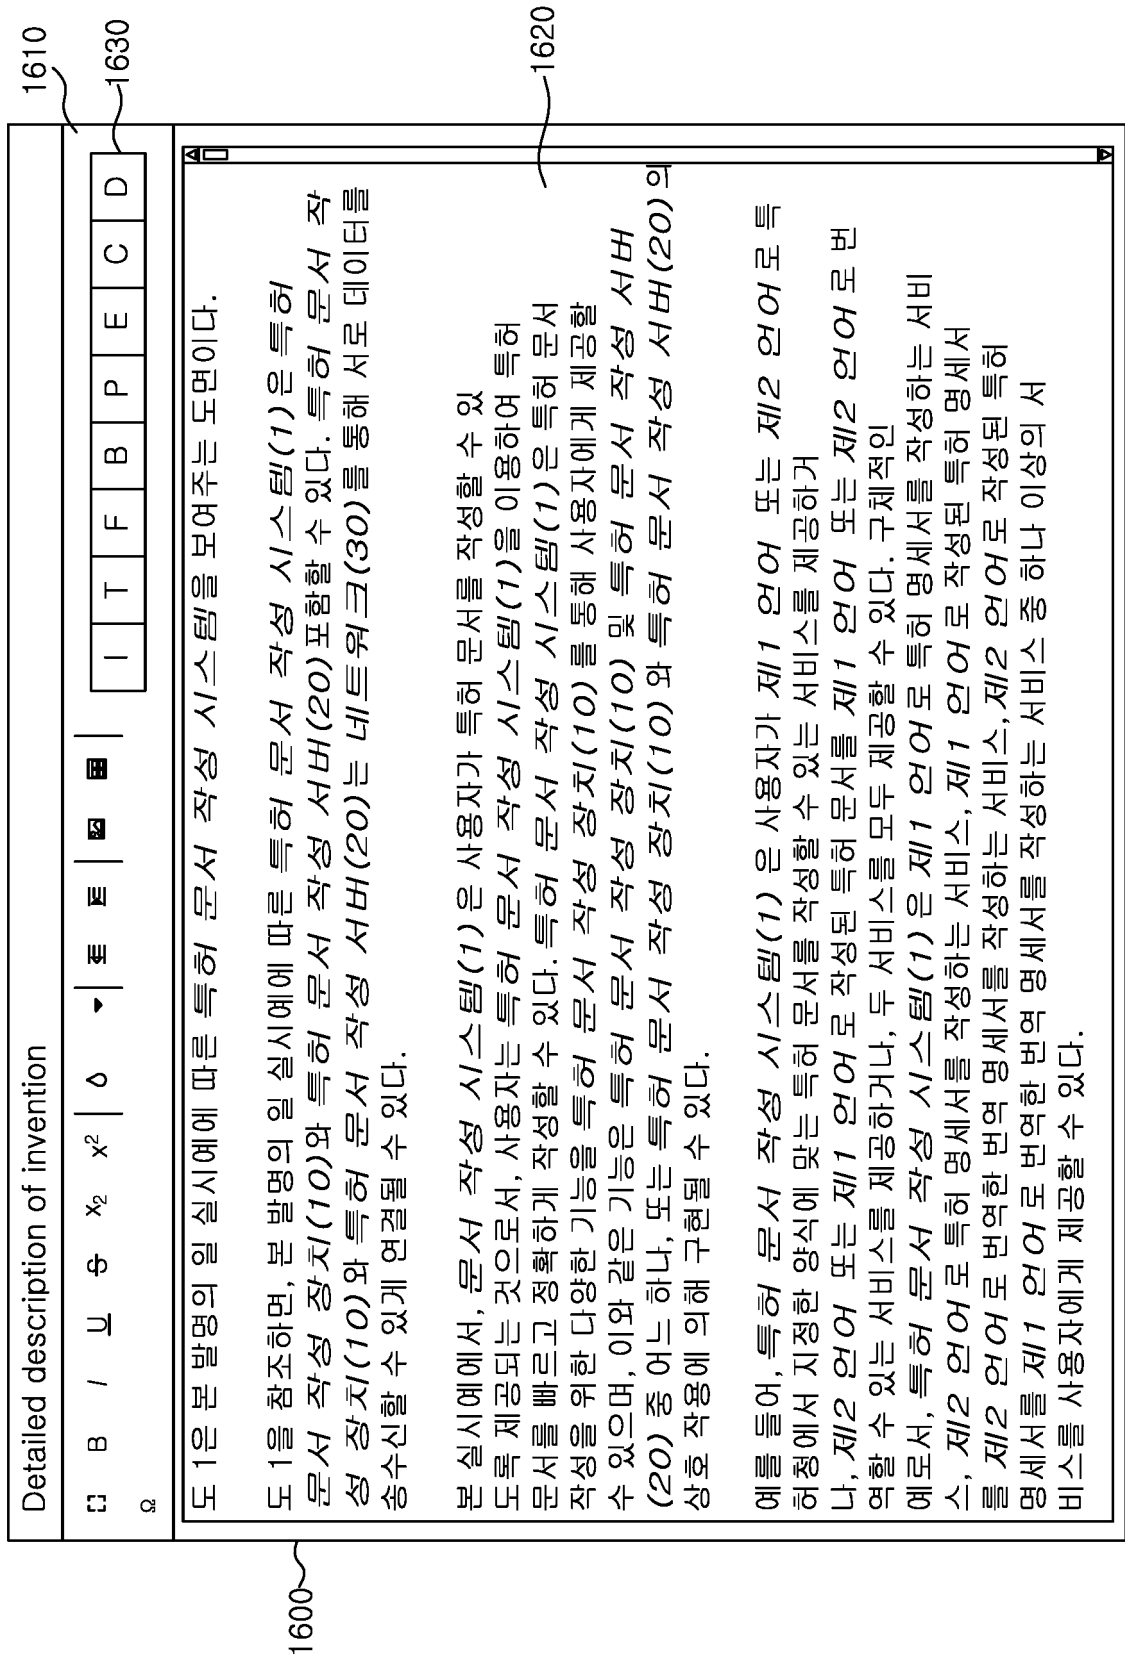 Detailed description of invention
B I U S x₂ x²
Ω
I T F B P E C D
1610
1630
1620
1600
도 1은 본 발명의 일 실시예에 따른 특허 문서 작성 시스템을 보여주는 도면이다.
도 1을 참조하면, 본 발명의 일 실시예에 따른 특허 문서 작성 시스템(1)은 특허
문서 작성 장치(10)와 특허 문서 작성 서버(20)포함할 수 있다. 특허 문서 작
성 장치(10)와 특허 문서 작성 서버(20)는 네트워크(30)를 통해 서로 데이터를
송수신할 수 있게 연결될 수 있다.
본 실시예에서, 문서 작성 시스템(1)은 사용자가 특허 문서를 작성할 수 있
도록 제공되는 것으로서, 사용자는 특허 문서 작성 시스템(1)을 이용하여 특허
문서를 빠르고 정확하게 작성할 수 있다. 특허 문서 작성 시스템(1)은 특허 문서
작성을 위한 다양한 기능을 특허 문서 작성 장치(10)를 통해 사용자에게 제공할
수 있으며, 이와 같은 기능은 특허 문서 작성 장치(10) 및 특허 문서 작성 서버
(20) 중 어느 하나, 또는 특허 문서 작성 장치(10)와 특허 문서 작성 서버(20)의
상호 작용에 의해 구현될 수 있다.
예를 들어, 특허 문서 작성 시스템(1)은 사용자가 제1 언어 또는 제2 언어로 특
허청에서 지정한 양식에 맞는 특허 문서를 작성할 수 있는 서비스를 제공하거
나, 제2 언어 또는 제1 언어로 작성된 특허 문서를 제1 언어 또는 제2 언어로 번
역할 수 있는 서비스를 제공하거나, 두 서비스를 모두 제공할 수 있다. 구체적인
예로서, 특허 문서 작성 시스템(1)은 제1 언어로 특허 명세서를 작성하는 서비
스, 제2 언어로 특허 명세서를 작성하는 서비스, 제1 언어로 작성된 특허 명세서
를 제2 언어로 번역한 번역 명세서를 작성하는 서비스, 제2 언어로 작성된 특허
명세서를 제1 언어로 번역한 번역 명세서를 작성하는 서비스 중 하나 이상의 서
비스를 사용자에게 제공할 수 있다.